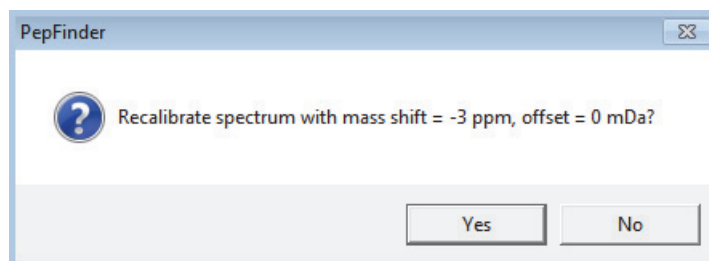 PepFinder
Recalibrate spectrum with mass shift = -3 ppm, offset = 0 mDa?
Yes No